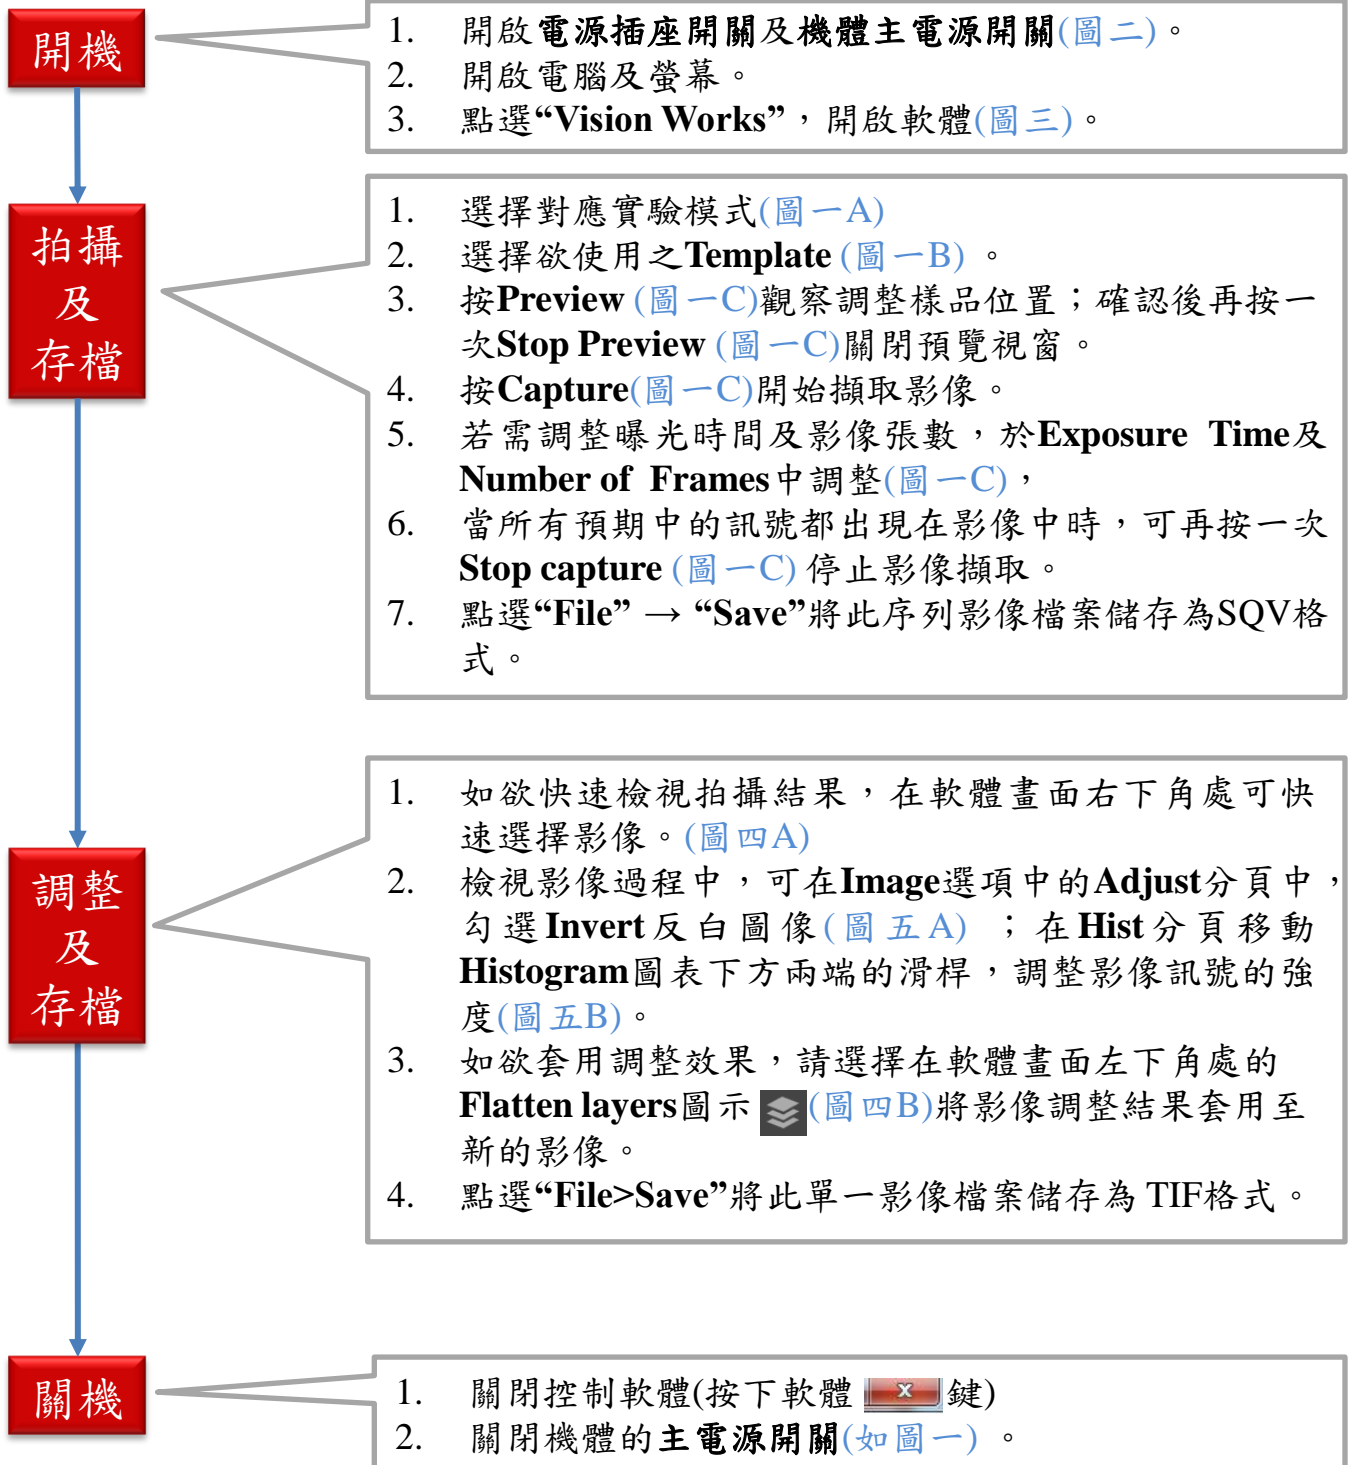 開機
1. 開啟電源插座開關及機體主電源開關(圖二)。
2. 開啟電腦及螢幕。
3. 點選“Vision Works”，開啟軟體(圖三)。
拍攝
及
存檔
1. 選擇對應實驗模式(圖一A)
2. 選擇欲使用之Template (圖一B) 。
3. 按Preview (圖一C)觀察調整樣品位置；確認後再按一
次Stop Preview (圖一C)關閉預覽視窗。
4. 按Capture(圖一C)開始擷取影像。
5. 若需調整曝光時間及影像張數，於Exposure Time及
Number of Frames中調整(圖一C)，
6. 當所有預期中的訊號都出現在影像中時，可再按一次
Stop capture (圖一C) 停止影像擷取。
7. 點選“File” → “Save”將此序列影像檔案儲存為SQV格
式。
調整
及
存檔
1. 如欲快速檢視拍攝結果，在軟體畫面右下角處可快
速選擇影像。(圖四A)
2. 檢視影像過程中，可在Image選項中的Adjust分頁中，
勾選Invert反白圖像(圖五A) ；在Hist分頁移動
Histogram圖表下方兩端的滑桿，調整影像訊號的強
度(圖五B)。
3. 如欲套用調整效果，請選擇在軟體畫面左下角處的
Flatten layers圖示 (圖四B)將影像調整結果套用至
新的影像。
4. 點選“File>Save”將此單一影像檔案儲存為 TIF格式。
關機
1. 關閉控制軟體(按下軟體 x 鍵)
2. 關閉機體的主電源開關(如圖一) 。